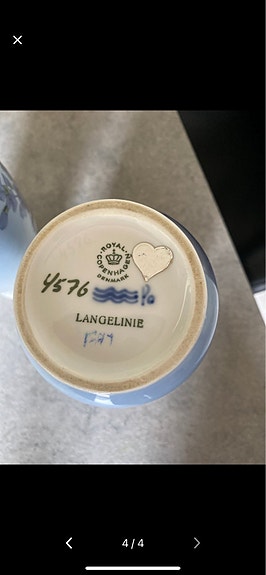 ROYAL
COPENHAGEN
DENMARK
4576
LANGELINIE
4/4